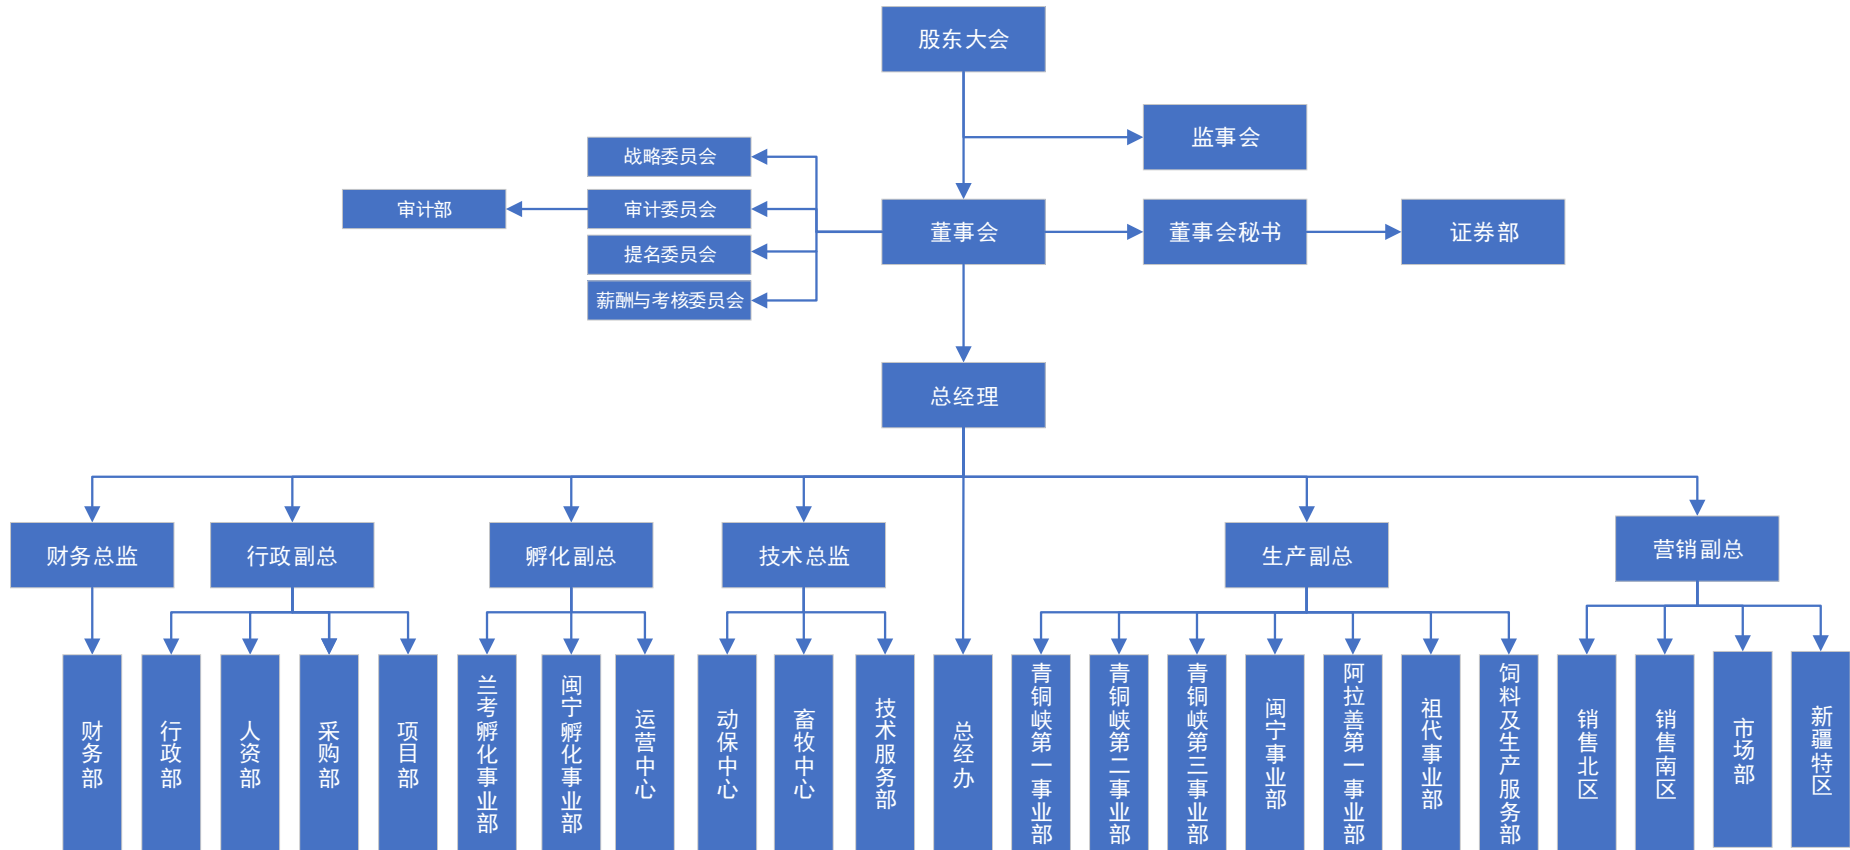 股东大会
监事会
战略委员会
审计部
审计委员会
提名委员会
薪酬与考核委员会
董事会
董事会秘书
证券部
总经理
财务总监
行政副总
孵化副总
技术总监
生产副总
营销副总
财务部
行政部
人资部
采购部
项目部
兰考孵化事业部
闽宁孵化事业部
运营中心
动保中心
畜牧中心
技术服务部
总经办
青铜峡第一事业部
青铜峡第二事业部
青铜峡第三事业部
闽宁事业部
阿拉善第一事业部
祖代事业部
饲料及生产服务部
销售北区
销售南区
市场部
新疆特区